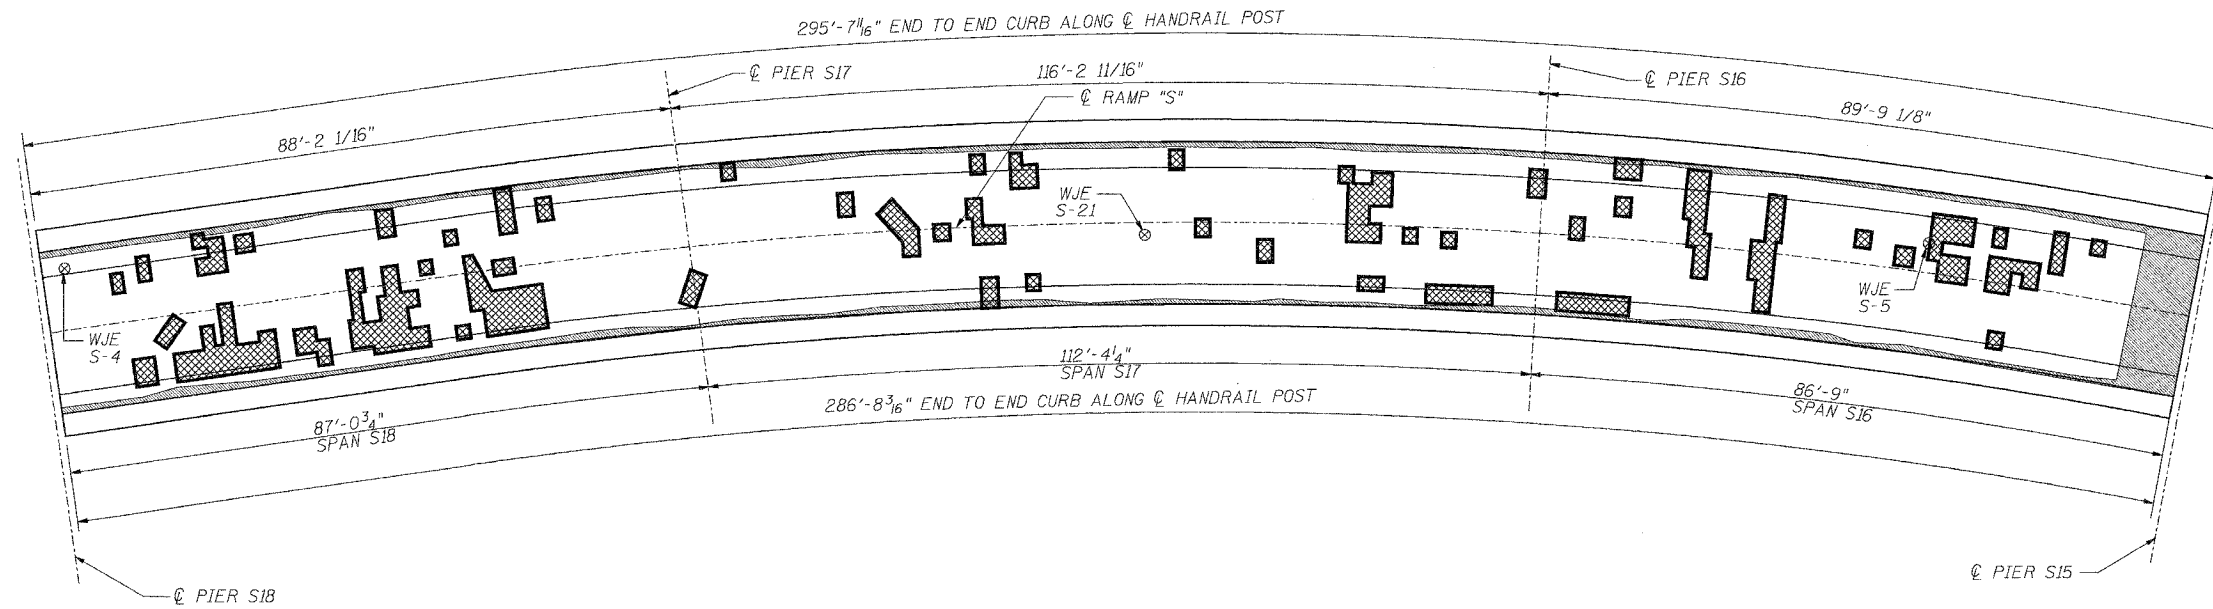 295'-7 11/16" END TO END CURB ALONG ℄ HANDRAIL POST
℄ PIER S17
116'-2 11/16"
℄ PIER S16
℄ RAMP "S"
88'-2 1/16"
89'-9 1/8"
WJE
S-21
WJE
S-4
WJE
S-5
112'-4 1/4"
SPAN S17
87'-0 3/4"
SPAN S18
286'-8 3/16" END TO END CURB ALONG ℄ HANDRAIL POST
86'-9"
SPAN S16
℄ PIER S18
℄ PIER S15